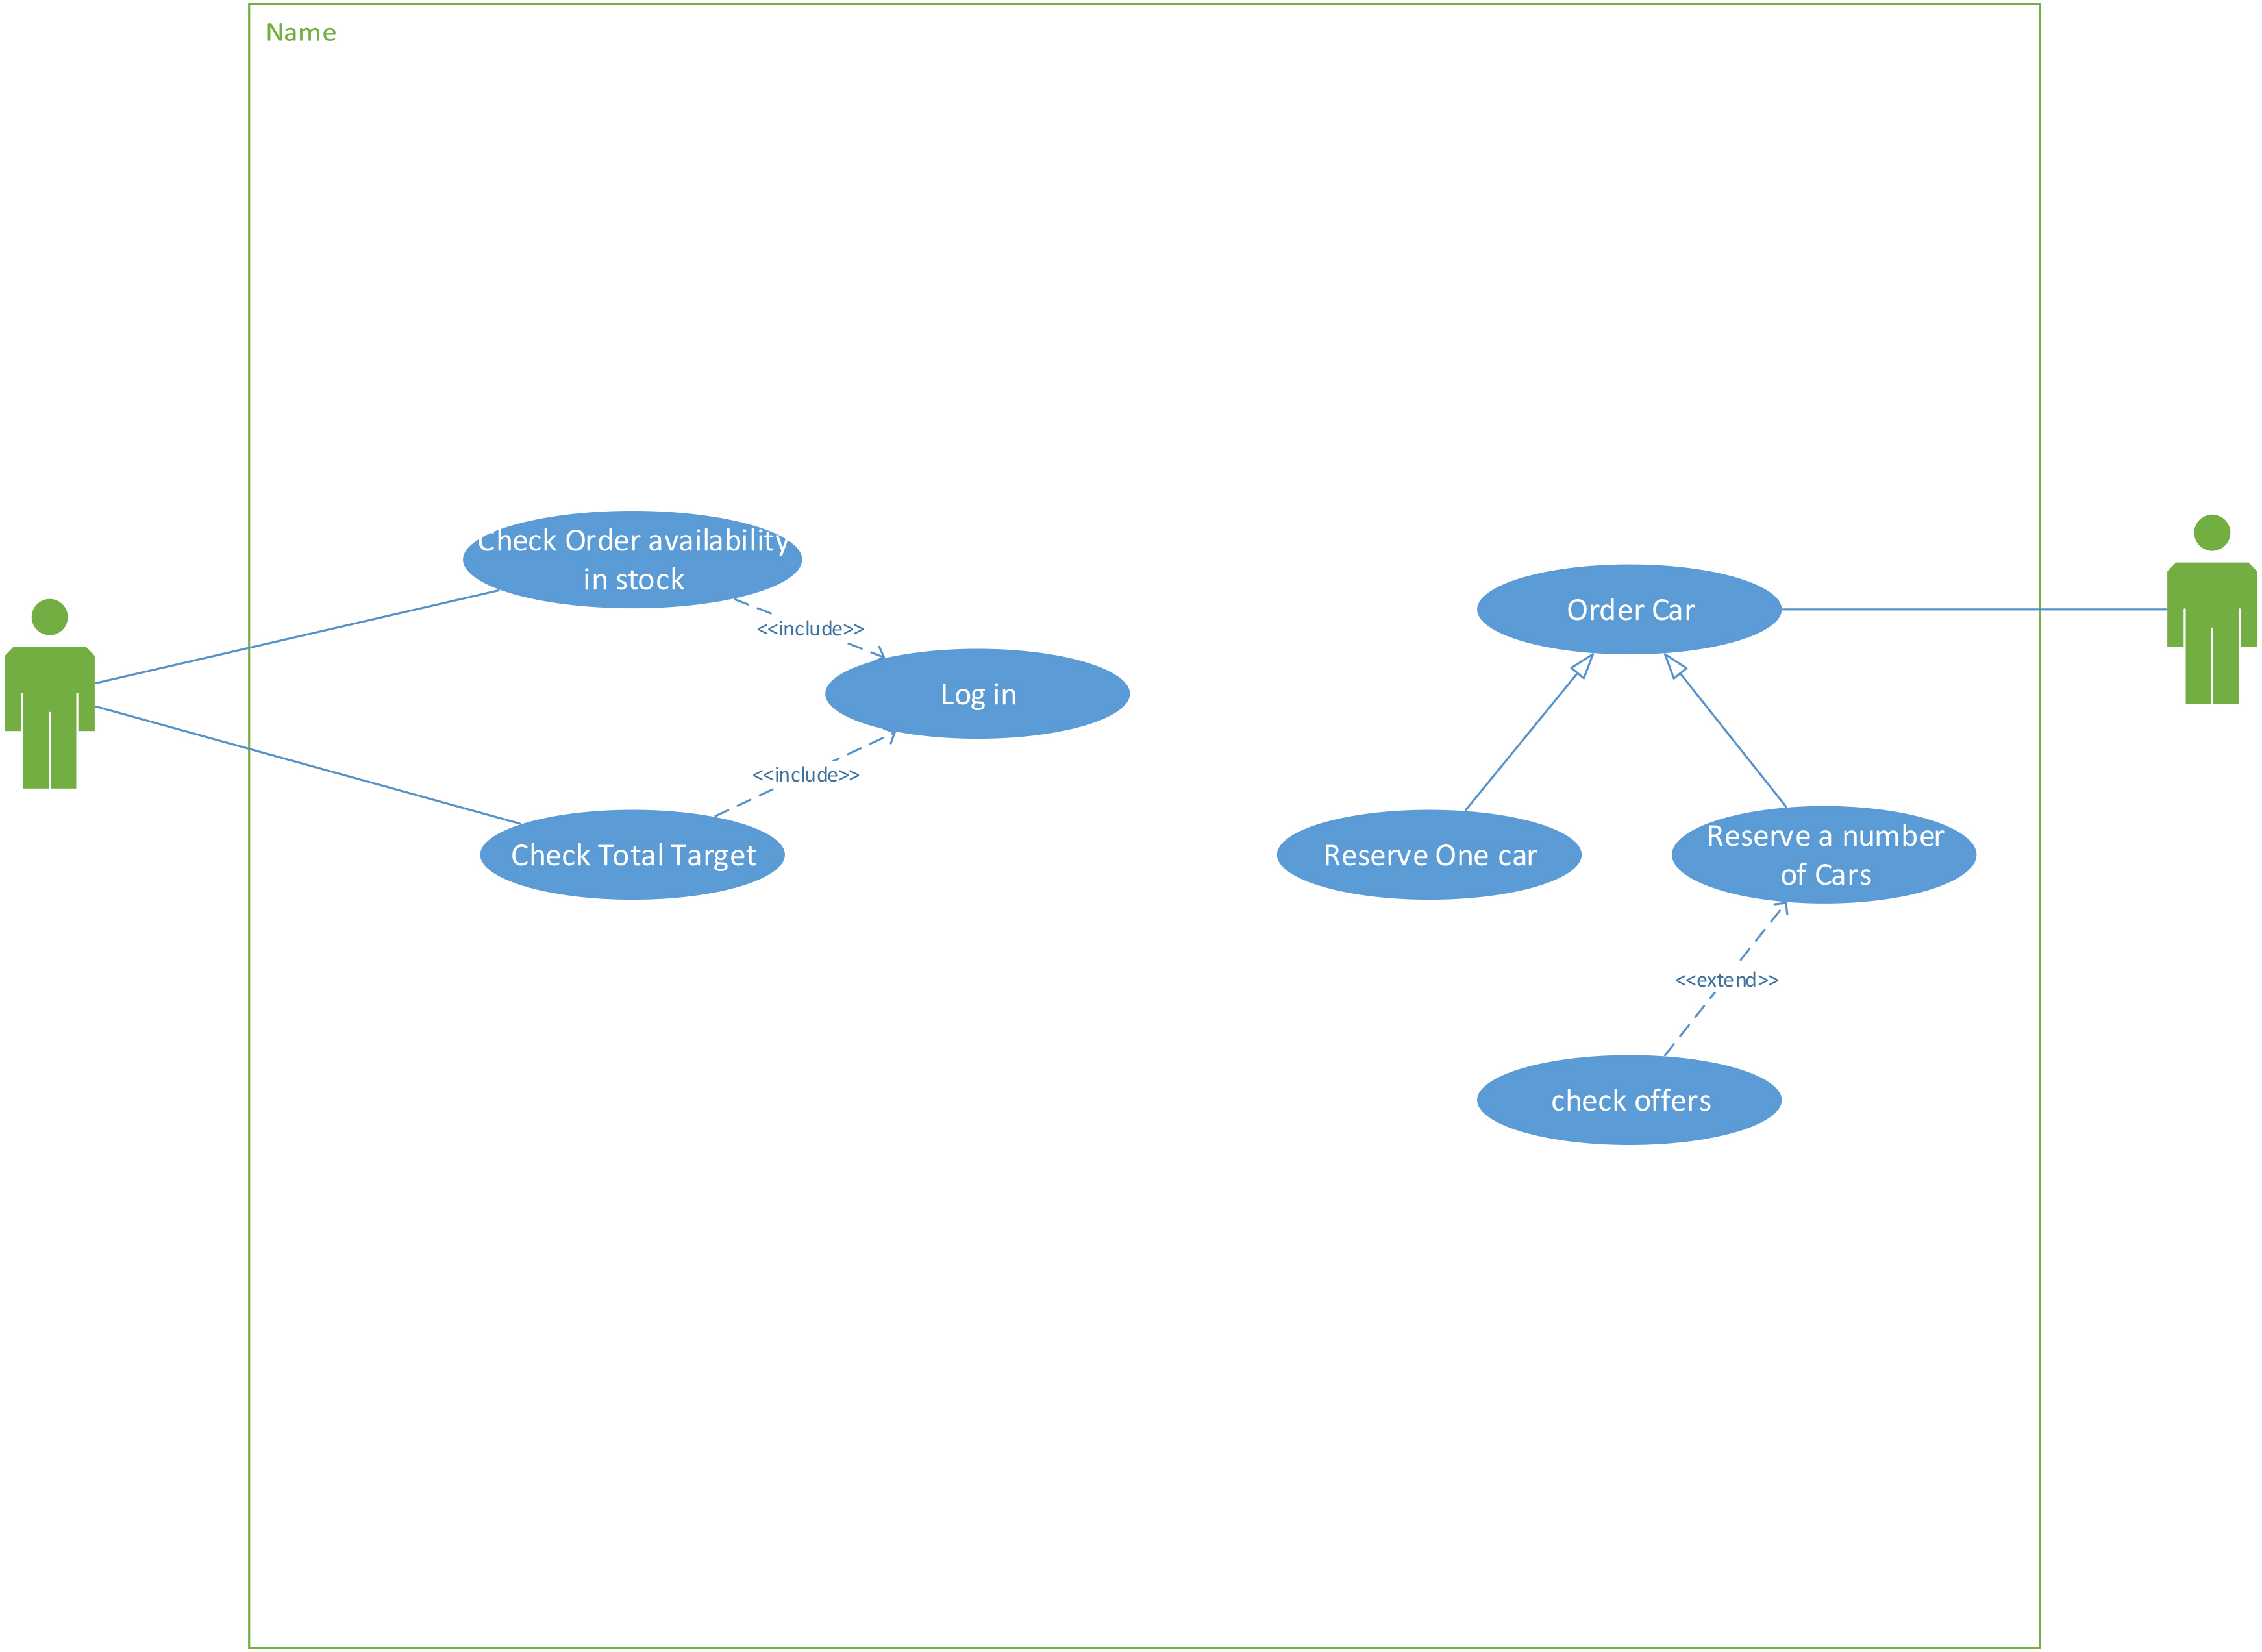 Name
Check Order availability
in stock
<<include>>
Log in
<<include>>
Check Total Target
Order Car
Reserve One car
Reserve a number
of Cars
<<extend>>
check offers